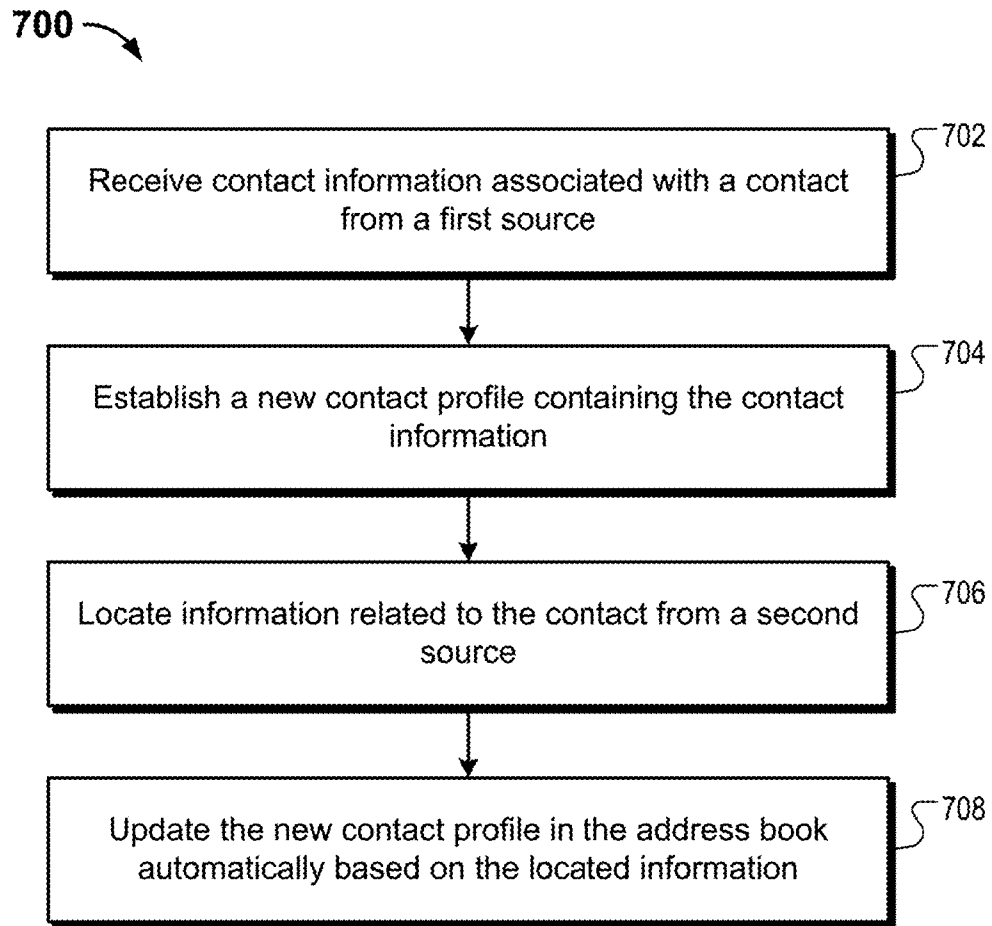 700
702
Receive contact information associated with a contact
from a first source
704
Establish a new contact profile containing the contact
information
706
Locate information related to the contact from a second
source
708
Update the new contact profile in the address book
automatically based on the located information